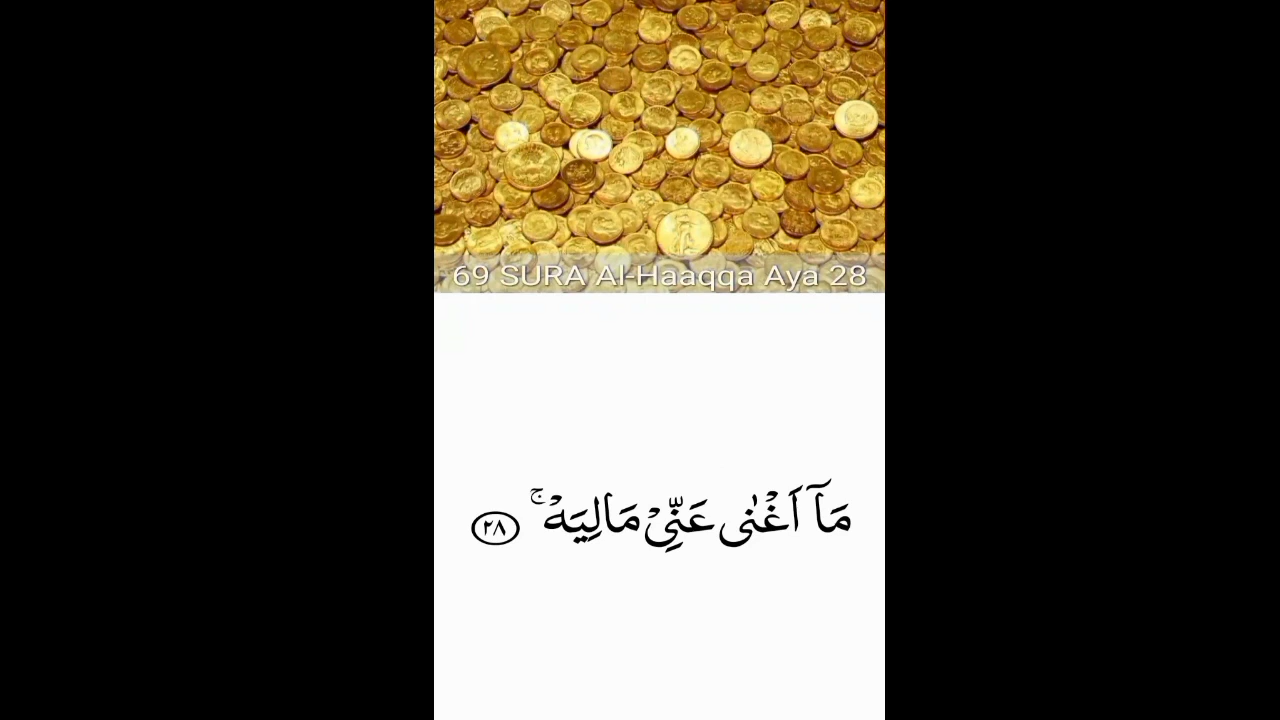 69 SURA Al-Haaqqa Aya 28
مَآ اَغْنٰى عَنِّىْ مَالِيَهْ ۚ ﴿٢٨﴾